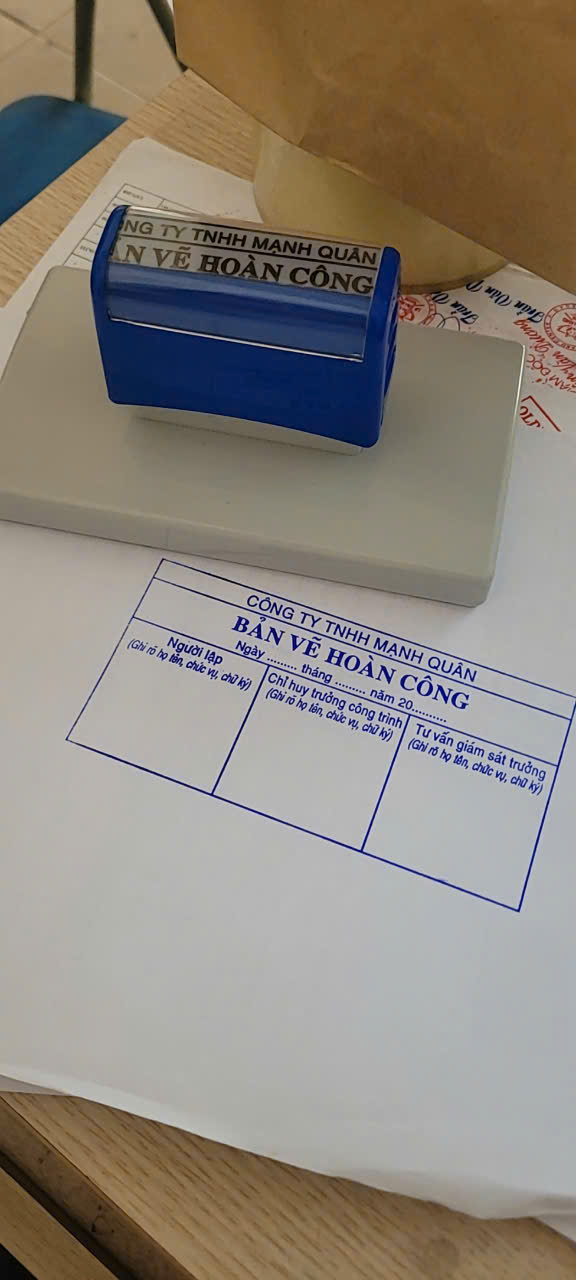 NG TY TNHH MẠNH QUÂN
N VẼ HOÀN CÔNG
CÔNG TY TNHH MẠNH QUÂN
BẢN VẼ HOÀN CÔNG
Ngày ......... tháng ......... năm 20..........
Người lập
(Ghi rõ họ tên, chức vụ, chữ ký)
Chỉ huy trưởng công trình
(Ghi rõ họ tên, chức vụ, chữ ký)
Tư vấn giám sát trưởng
(Ghi rõ họ tên, chức vụ, chữ ký)